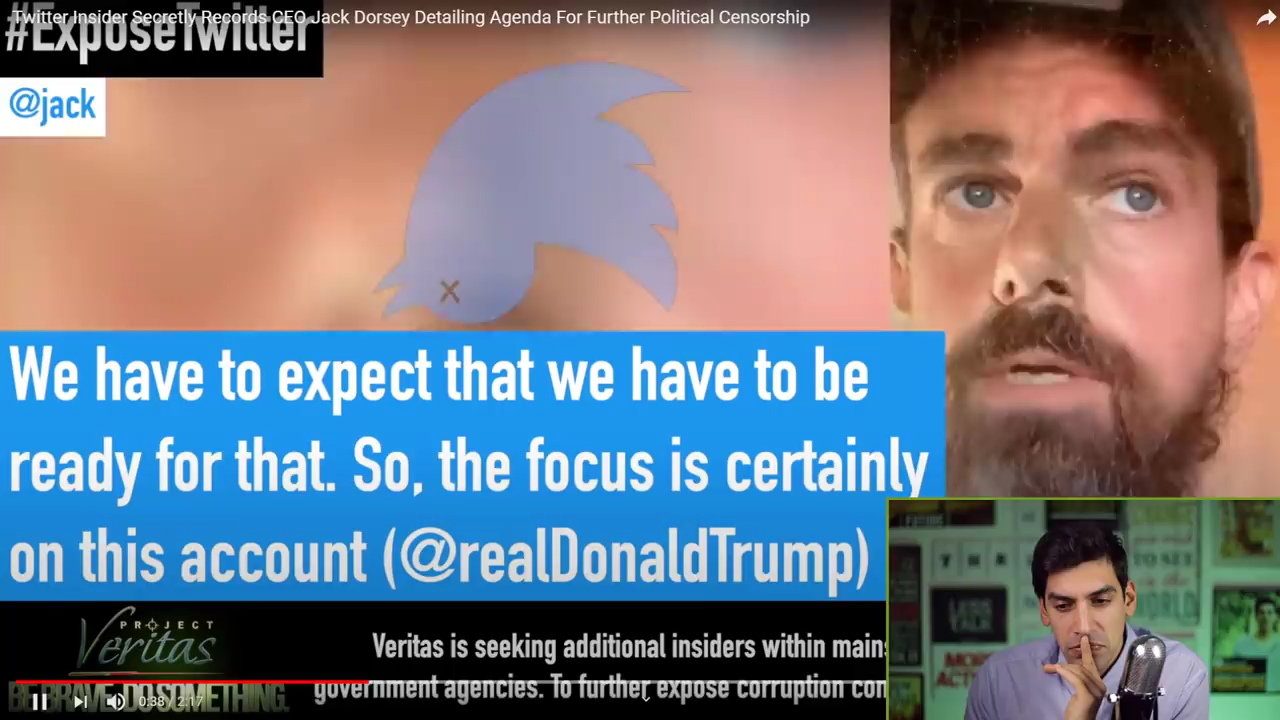 Twitter Insider Secretly Records CEO Jack Dorsey Detailing Agenda For Further Political Censorship
#ExposeTwitter
@jack
We have to expect that we have to be
ready for that. So, the focus is certainly
on this account (@realDonaldTrump)
PROJECT
Veritas
Veritas is seeking additional insiders within main
government agencies. To further expose corruption con
BE BRAVE. DO SOMETHING.
0:38 / 2:17